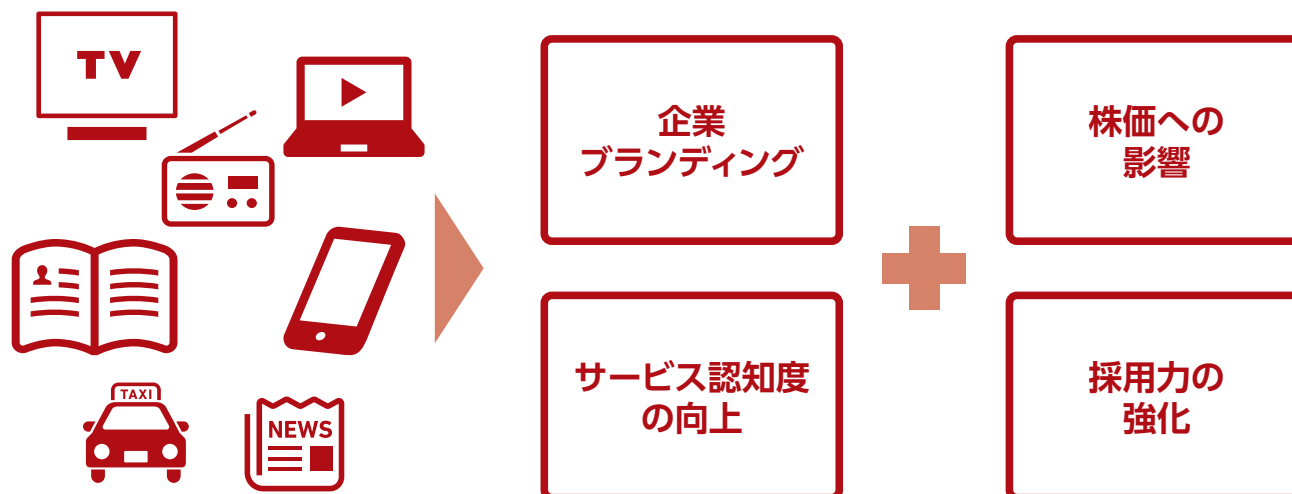 TV
TAXI
NEWS
企業
ブランディング
サービス認知度
の向上
株価への
影響
採用力の
強化